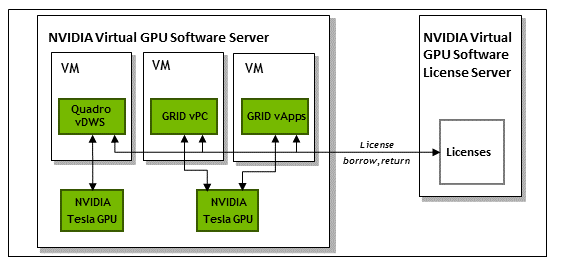 NVIDIA Virtual GPU Software Server
VM
VM
VM
Quadro
vDWS
GRID vPC
GRID vApps
NVIDIA
Tesla GPU
NVIDIA
Tesla GPU
License
borrow, return
NVIDIA Virtual
GPU Software
License Server
Licenses